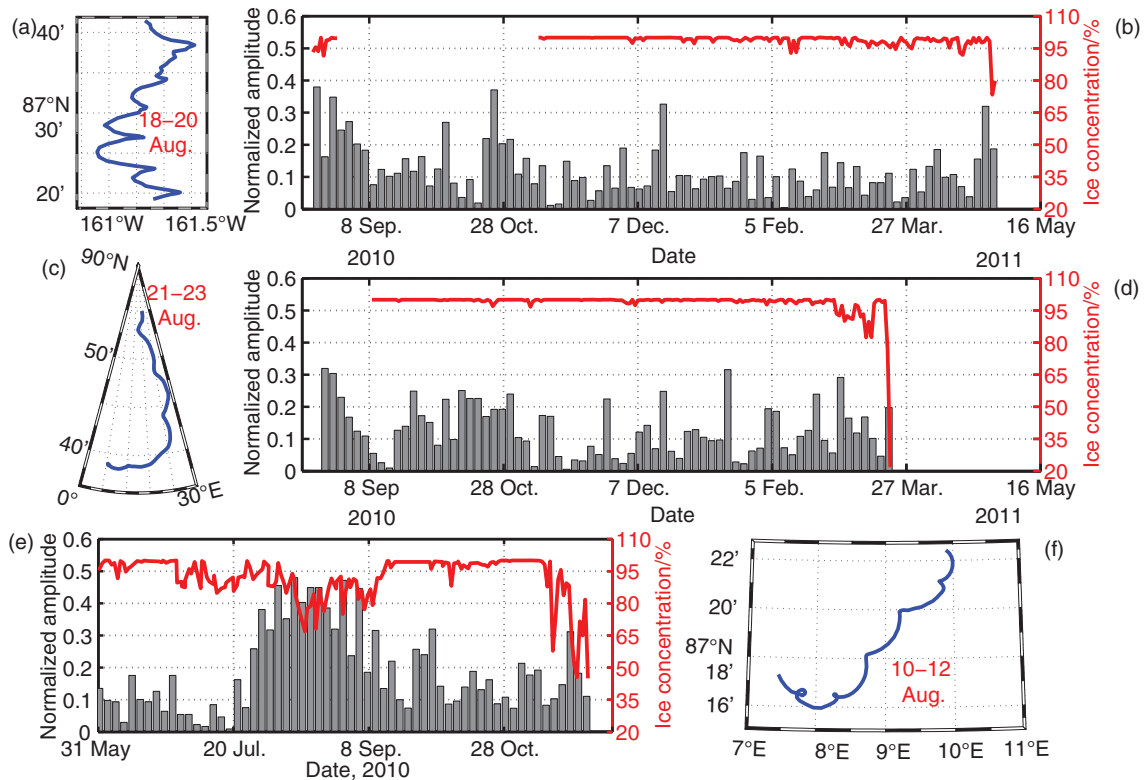 (a)
40'
87°N
30'
20'
161°W
161.5°W
18–20
Aug.
(b)
Normalized amplitude
0.6
0.5
0.4
0.3
0.2
0.1
0
110
95
80
65
50
35
20
Ice concentration/%
8 Sep.
28 Oct.
7 Dec.
5 Feb.
27 Mar.
16 May
2010
Date
2011
(c)
90°N
21–23
Aug.
50'
40'
0°
30°E
(d)
Normalized amplitude
0.6
0.5
0.4
0.3
0.2
0.1
0
110
95
80
65
50
35
20
Ice concentration/%
8 Sep
28 Oct.
7 Dec.
5 Feb.
27 Mar.
16 May
2010
Date
2011
(e)
Normalized amplitude
0.6
0.5
0.4
0.3
0.2
0.1
0
110
95
80
65
50
35
20
Ice concentration/%
31 May
20 Jul.
8 Sep.
28 Oct.
Date, 2010
(f)
22'
20'
87°N
18'
16'
10–12
Aug.
7°E
8°E
9°E
10°E
11°E